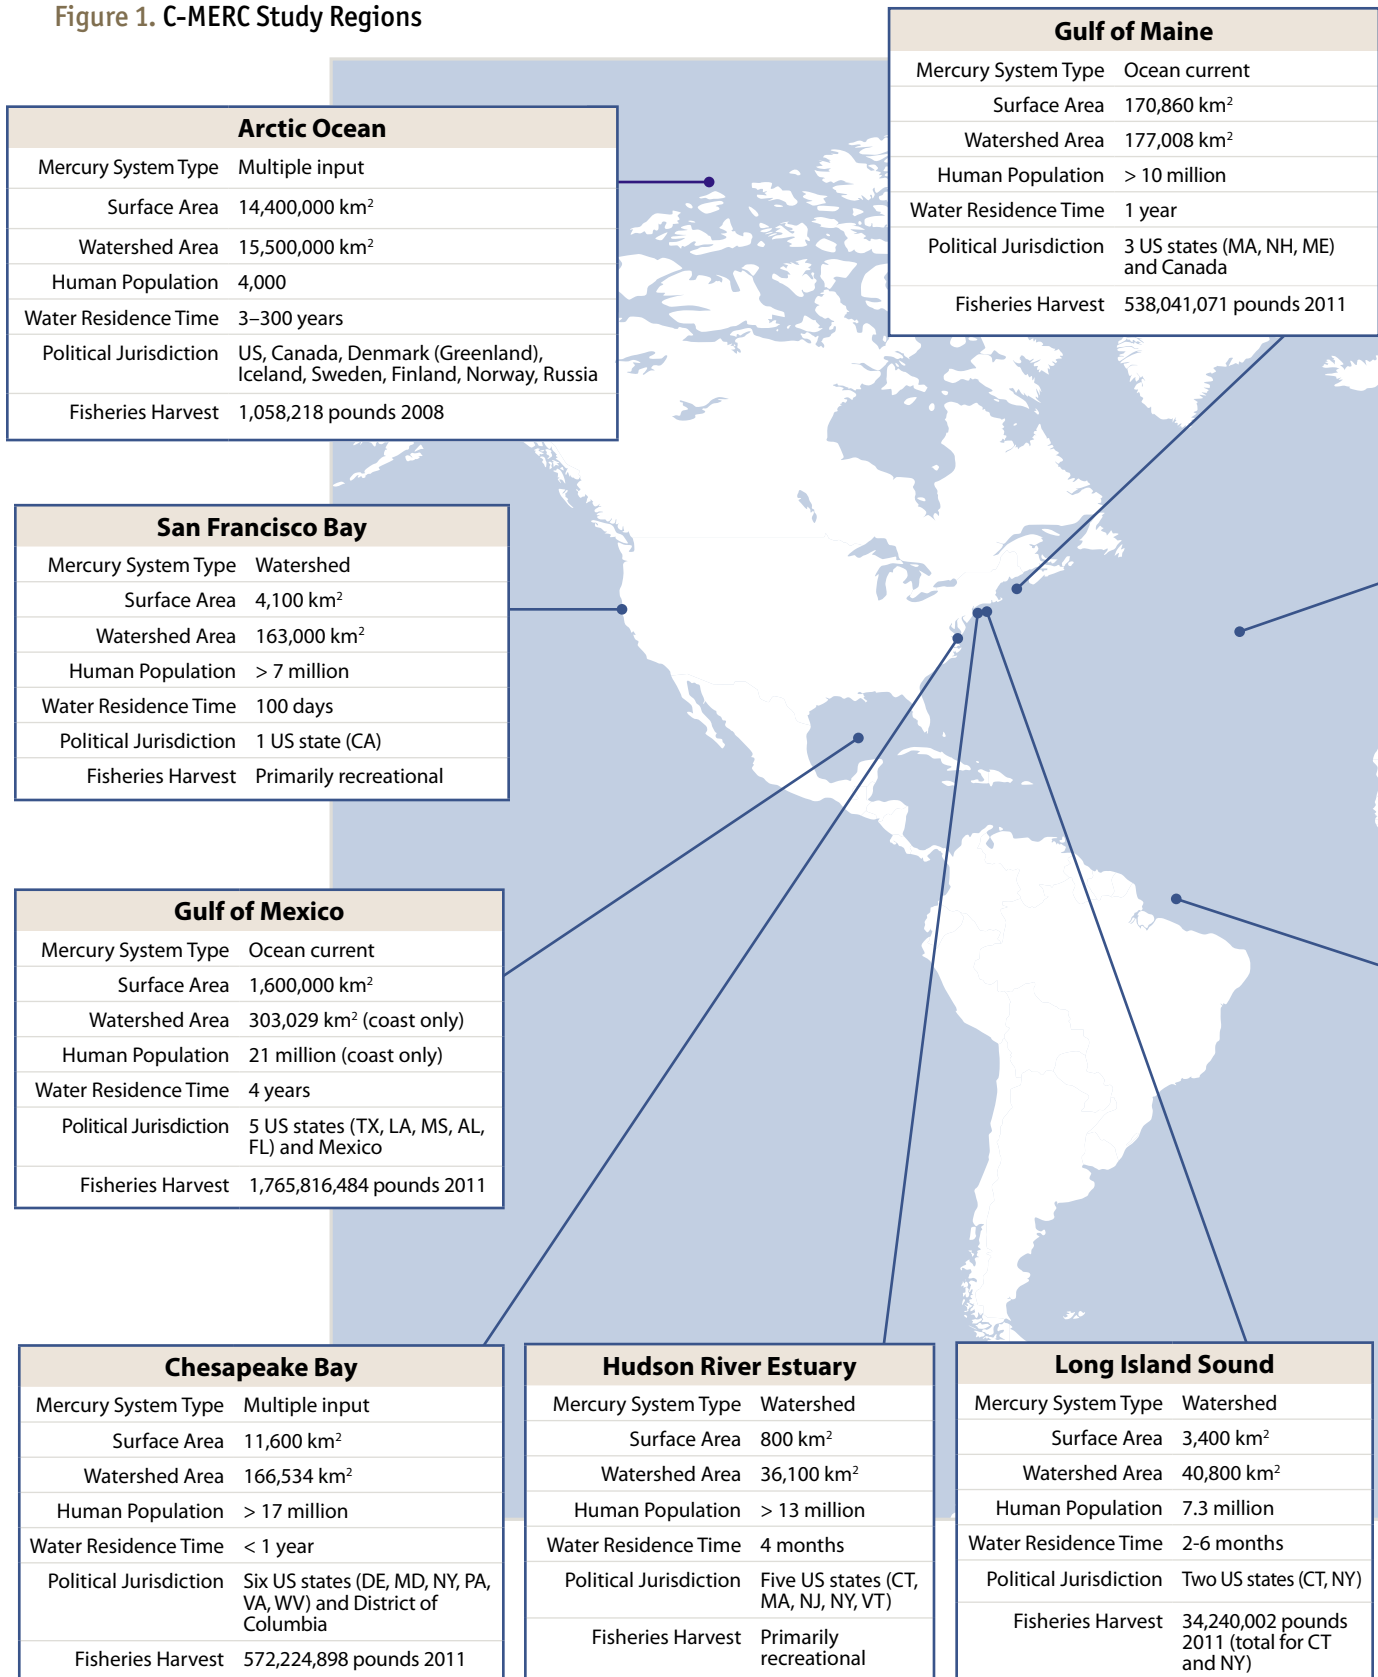 Figure 1. C-MERC Study Regions
Gulf of Maine
Mercury System Type Ocean current
Surface Area 170,860 km²
Watershed Area 177,008 km²
Human Population > 10 million
Water Residence Time 1 year
Political Jurisdiction 3 US states (MA, NH, ME)
and Canada
Fisheries Harvest 538,041,071 pounds 2011
Arctic Ocean
Mercury System Type Multiple input
Surface Area 14,400,000 km²
Watershed Area 15,500,000 km²
Human Population 4,000
Water Residence Time 3–300 years
Political Jurisdiction US, Canada, Denmark (Greenland),
Iceland, Sweden, Finland, Norway, Russia
Fisheries Harvest 1,058,218 pounds 2008
San Francisco Bay
Mercury System Type Watershed
Surface Area 4,100 km²
Watershed Area 163,000 km²
Human Population > 7 million
Water Residence Time 100 days
Political Jurisdiction 1 US state (CA)
Fisheries Harvest Primarily recreational
Gulf of Mexico
Mercury System Type Ocean current
Surface Area 1,600,000 km²
Watershed Area 303,029 km² (coast only)
Human Population 21 million (coast only)
Water Residence Time 4 years
Political Jurisdiction 5 US states (TX, LA, MS, AL,
FL) and Mexico
Fisheries Harvest 1,765,816,484 pounds 2011
Chesapeake Bay
Mercury System Type Multiple input
Surface Area 11,600 km²
Watershed Area 166,534 km²
Human Population > 17 million
Water Residence Time < 1 year
Political Jurisdiction Six US states (DE, MD, NY, PA,
VA, WV) and District of
Columbia
Fisheries Harvest 572,224,898 pounds 2011
Hudson River Estuary
Mercury System Type Watershed
Surface Area 800 km²
Watershed Area 36,100 km²
Human Population > 13 million
Water Residence Time 4 months
Political Jurisdiction Five US states (CT,
MA, NJ, NY, VT)
Fisheries Harvest Primarily
recreational
Long Island Sound
Mercury System Type Watershed
Surface Area 3,400 km²
Watershed Area 40,800 km²
Human Population 7.3 million
Water Residence Time 2-6 months
Political Jurisdiction Two US states (CT, NY)
Fisheries Harvest 34,240,002 pounds
2011 (total for CT
and NY)